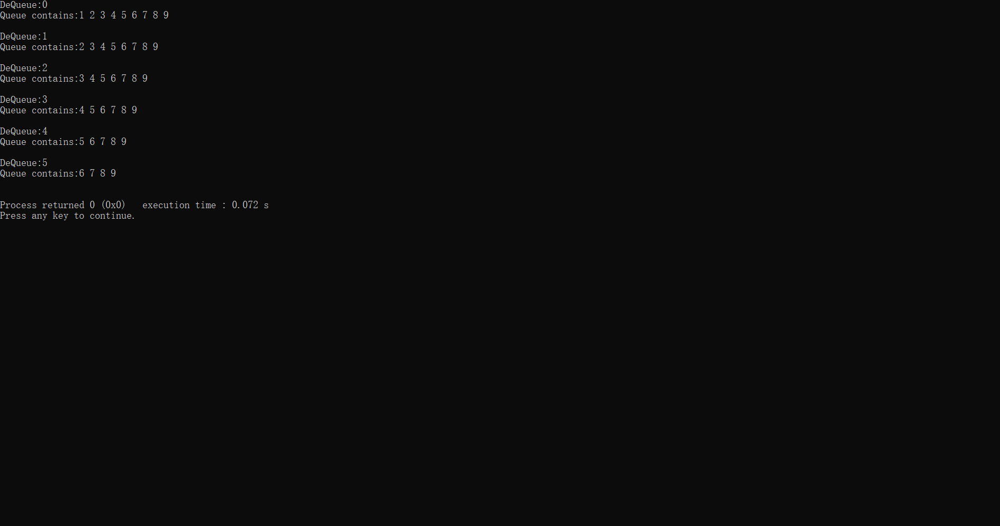 DeQueue:0
Queue contains:1 2 3 4 5 6 7 8 9
DeQueue:1
Queue contains:2 3 4 5 6 7 8 9
DeQueue:2
Queue contains:3 4 5 6 7 8 9
DeQueue:3
Queue contains:4 5 6 7 8 9
DeQueue:4
Queue contains:5 6 7 8 9
DeQueue:5
Queue contains:6 7 8 9
Process returned 0 (0x0)   execution time : 0.072 s
Press any key to continue.